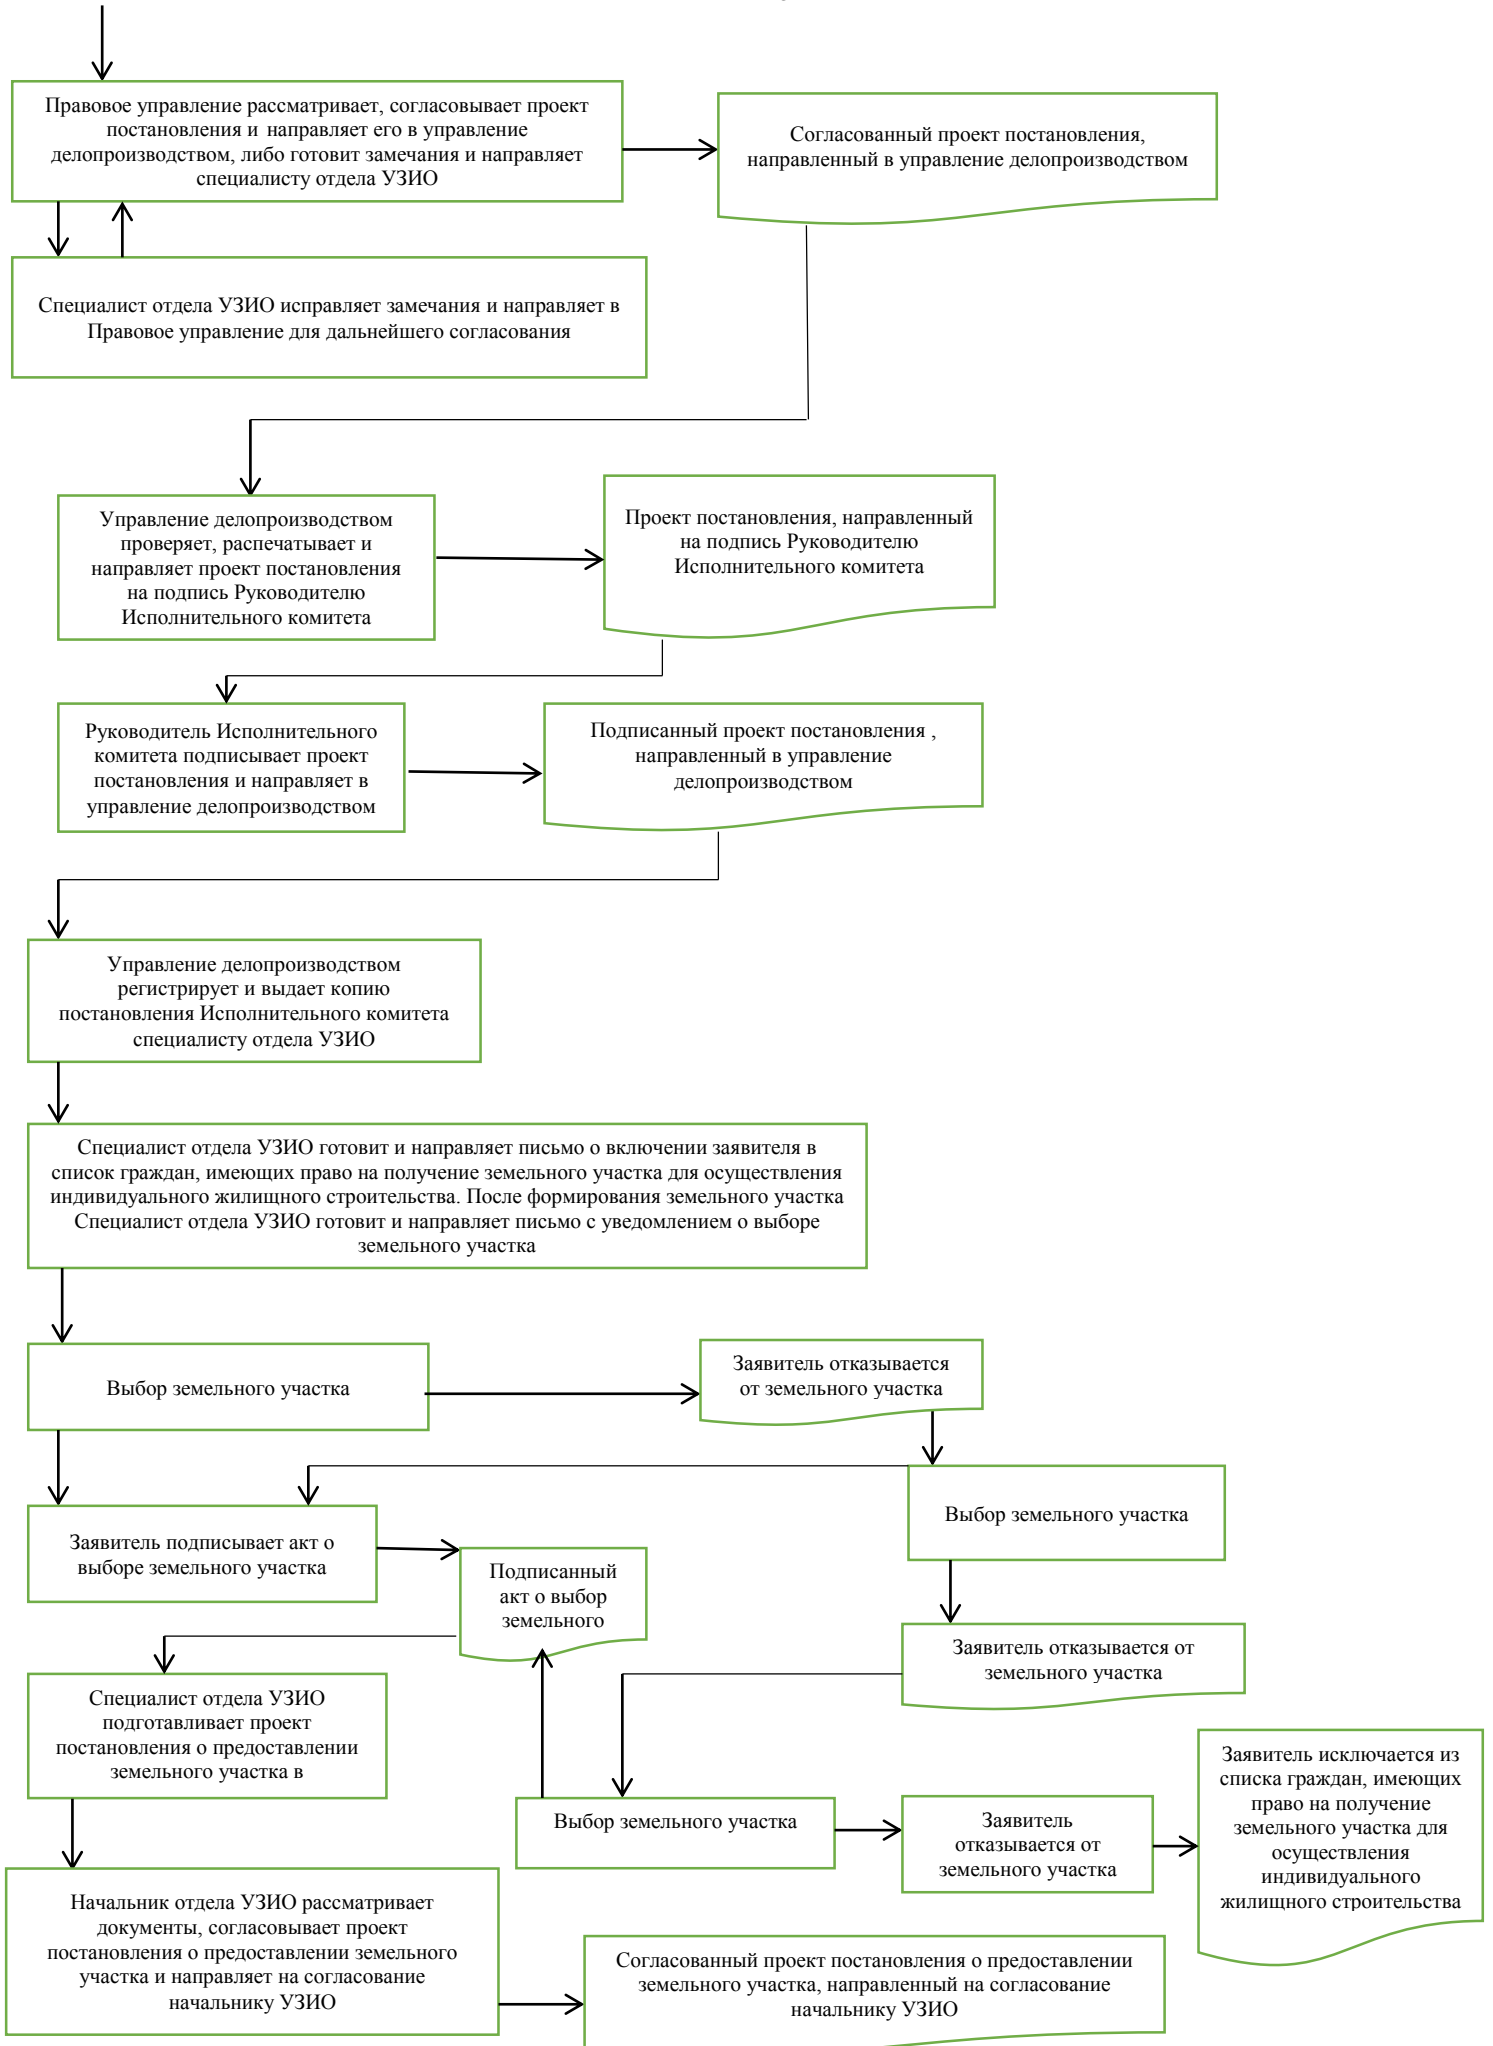 Правовое управление рассматривает, согласовывает проект
постановления и направляет его в управление
делопроизводством, либо готовит замечания и направляет
специалисту отдела УЗИО
Согласованный проект постановления,
направленный в управление делопроизводством
Специалист отдела УЗИО исправляет замечания и направляет в
Правовое управление для дальнейшего согласования
Управление делопроизводством
проверяет, распечатывает и
направляет проект постановления
на подпись Руководителю
Исполнительного комитета
Проект постановления, направленный
на подпись Руководителю
Исполнительного комитета
Руководитель Исполнительного
комитета подписывает проект
постановления и направляет в
управление делопроизводством
Подписанный проект постановления ,
направленный в управление
делопроизводством
Управление делопроизводством
регистрирует и выдает копию
постановления Исполнительного комитета
специалисту отдела УЗИО
Специалист отдела УЗИО готовит и направляет письмо о включении заявителя в
список граждан, имеющих право на получение земельного участка для осуществления
индивидуального жилищного строительства. После формирования земельного участка
Специалист отдела УЗИО готовит и направляет письмо с уведомлением о выборе
земельного участка
Выбор земельного участка
Заявитель отказывается
от земельного участка
Выбор земельного участка
Заявитель подписывает акт о
выборе земельного участка
Подписанный
акт о выбор
земельного
Заявитель отказывается от
земельного участка
Специалист отдела УЗИО
подготавливает проект
постановления о предоставлении
земельного участка в
Выбор земельного участка
Заявитель
отказывается от
земельного участка
Заявитель исключается из
списка граждан, имеющих
право на получение
земельного участка для
осуществления
индивидуального
жилищного строительства
Начальник отдела УЗИО рассматривает
документы, согласовывает проект
постановления о предоставлении земельного
участка и направляет на согласование
начальнику УЗИО
Согласованный проект постановления о предоставлении
земельного участка, направленный на согласование
начальнику УЗИО